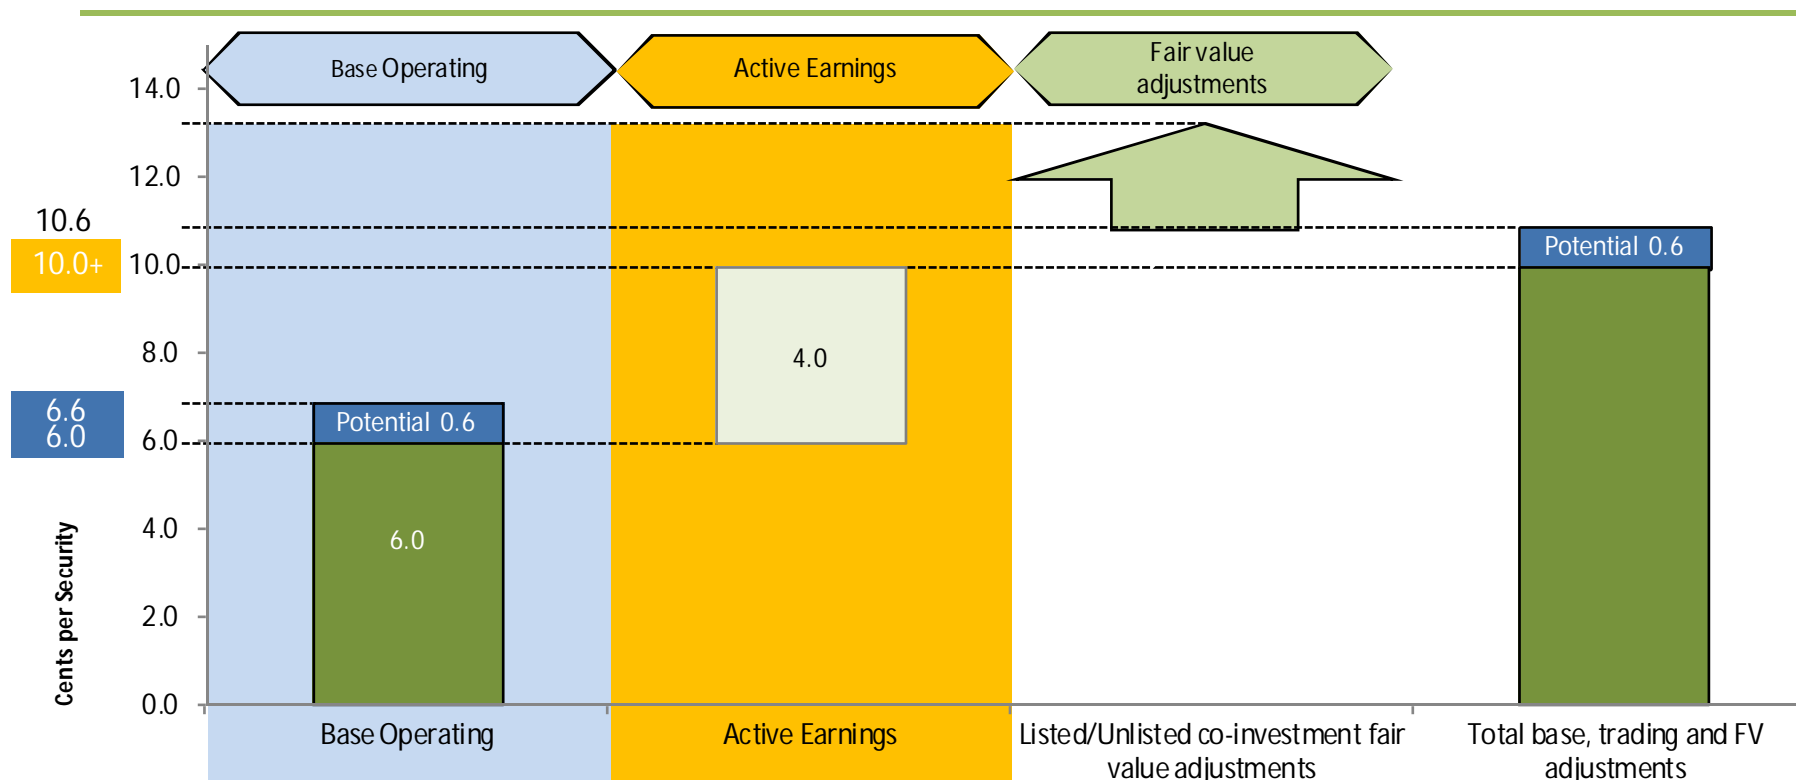 Base Operating
Active Earnings
Fair value
adjustments
14.0
12.0
10.6
10.0+
10.0
Potential 0.6
8.0
4.0
6.6
6.0
Potential 0.6
6.0
4.0
6.0
2.0
0.0
Cents per Security
Base Operating
Active Earnings
Listed/Unlisted co-investment fair
value adjustments
Total base, trading and FV
adjustments